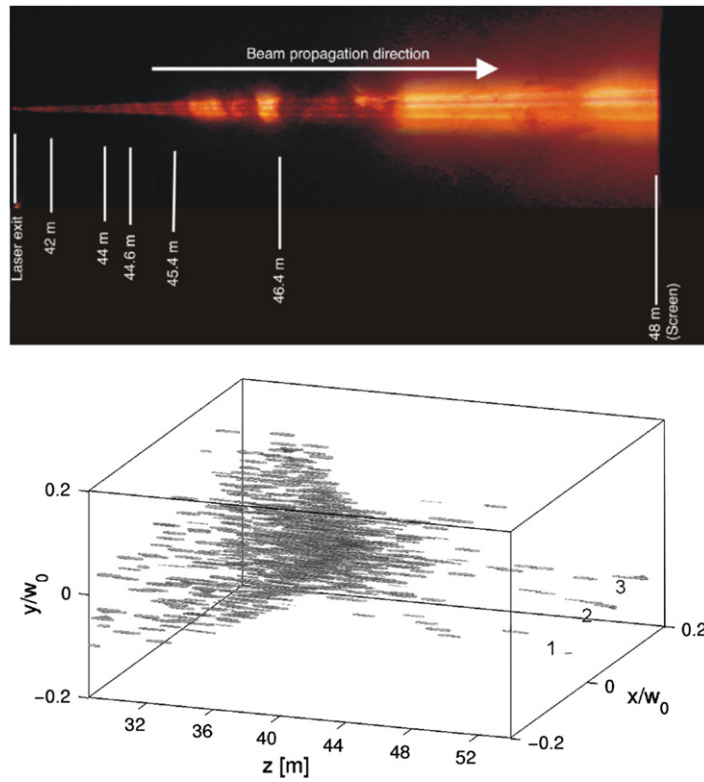 Beam propagation direction
Laser exit
42 m
44 m
44.6 m
45.4 m
46.4 m
48 m
(Screen)
0.2
0
−0.2
y/w0
32
36
40
44
48
52
z [m]
−0.2
0
0.2
x/w0
1
2
3